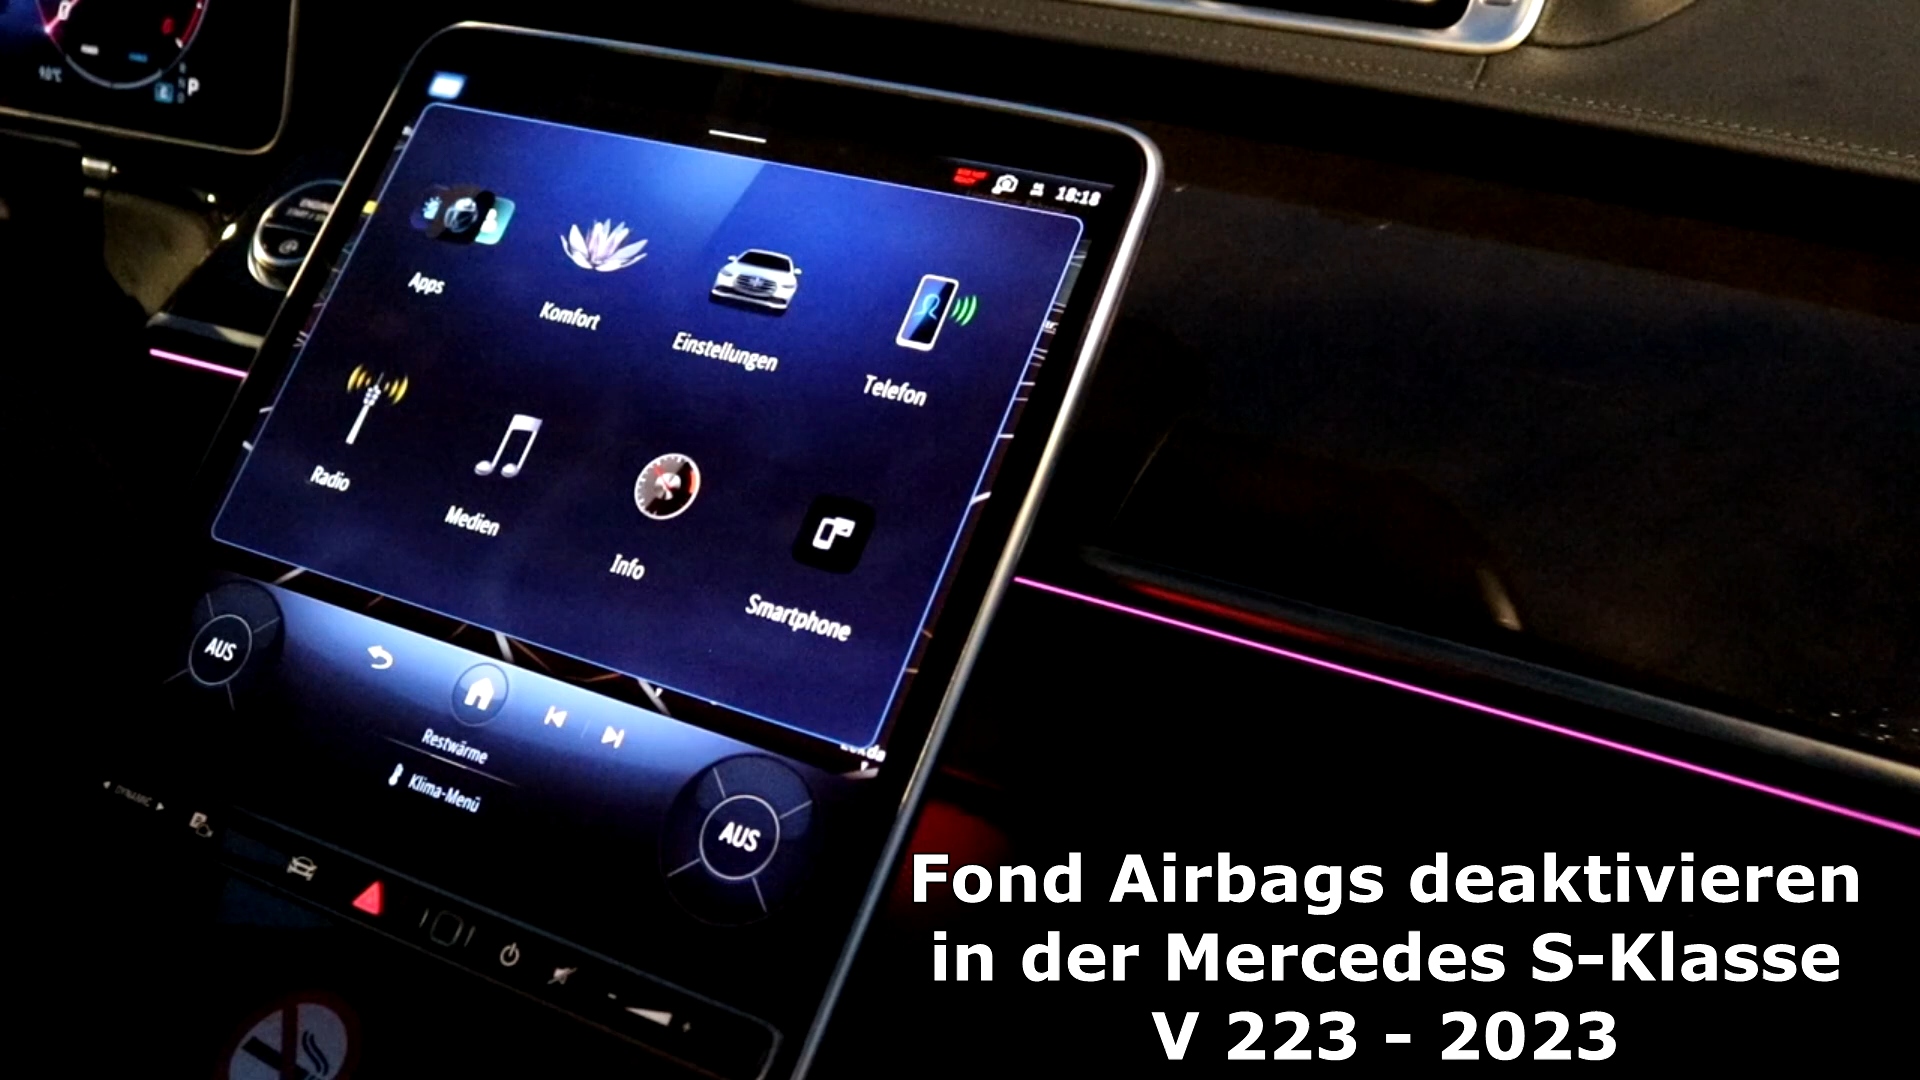 P
18:18
Apps
Komfort
Einstellungen
Telefon
Radio
Medien
Info
Smartphone
AUS
Restwärme
Klima-Menü
AUS
DYNAMIC
Fond Airbags deaktivieren
in der Mercedes S-Klasse
V 223 - 2023